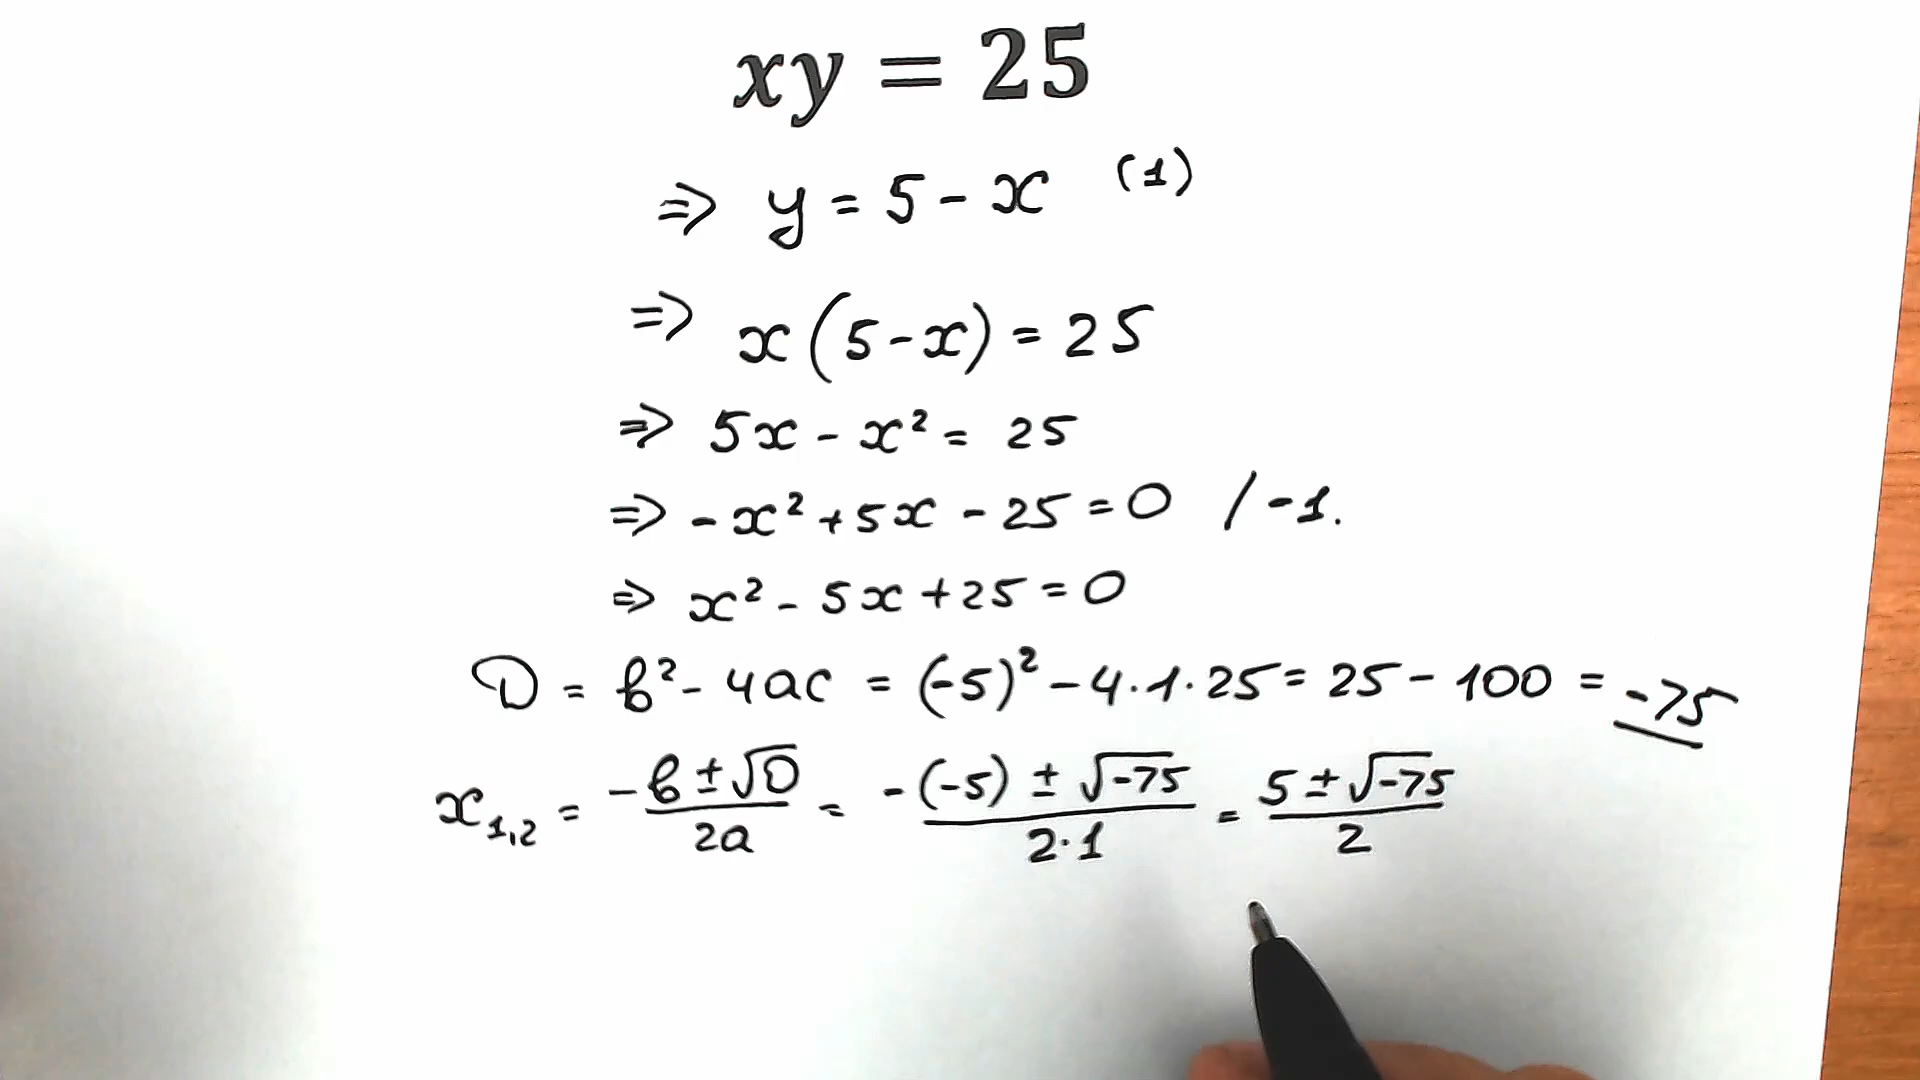 xy = 25
=> y = 5 - x (1)
=> x(5-x) = 25
=> 5x - x² = 25
=> -x² + 5x - 25 = 0 / -1.
=> x² - 5x + 25 = 0
D = b² - 4ac = (-5)² - 4·1·25 = 25 - 100 = -75
x₁,₂ = (-b ± √D)/(2a) = (-(-5) ± √-75)/(2·1) = (5 ± √-75)/2